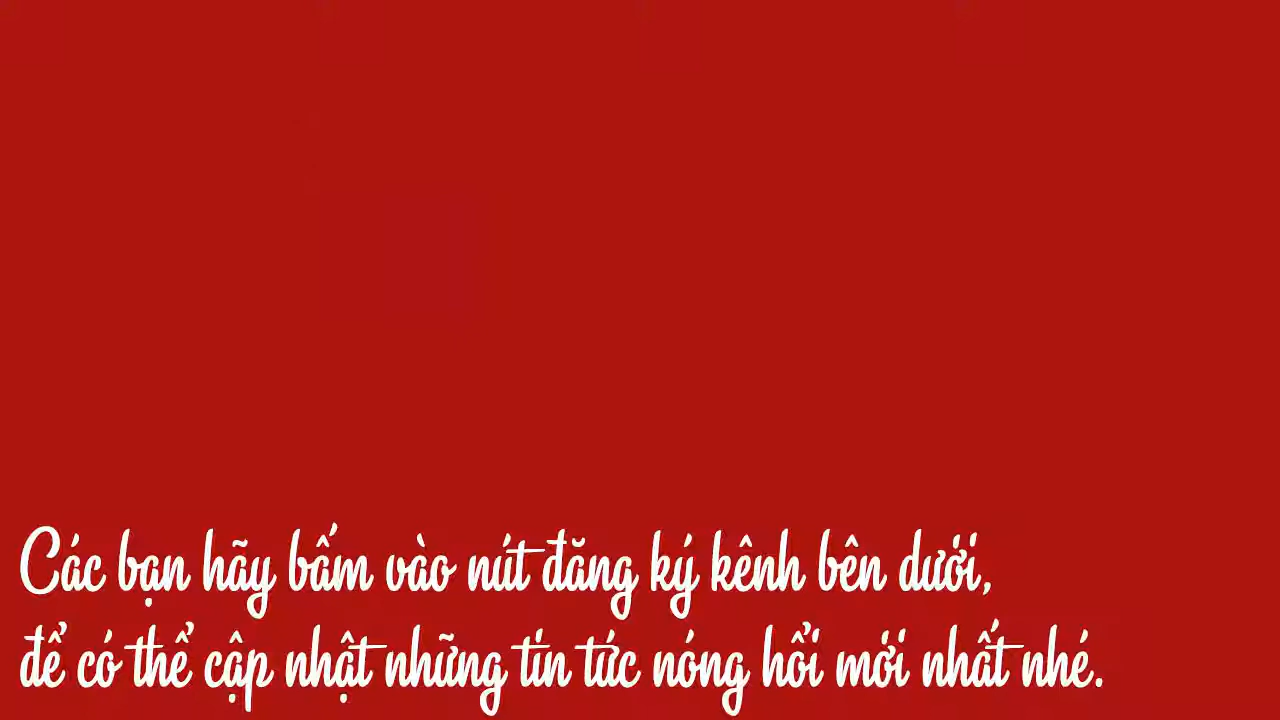 Các bạn hãy bấm vào nút đăng ký kênh bên dưới,
để có thể cập nhật những tin tức nóng hổi mới nhất nhé.